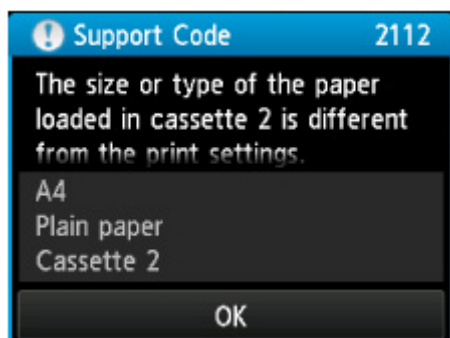 Support Code 2112
The size or type of the paper
loaded in cassette 2 is different
from the print settings.
A4
Plain paper
Cassette 2
OK